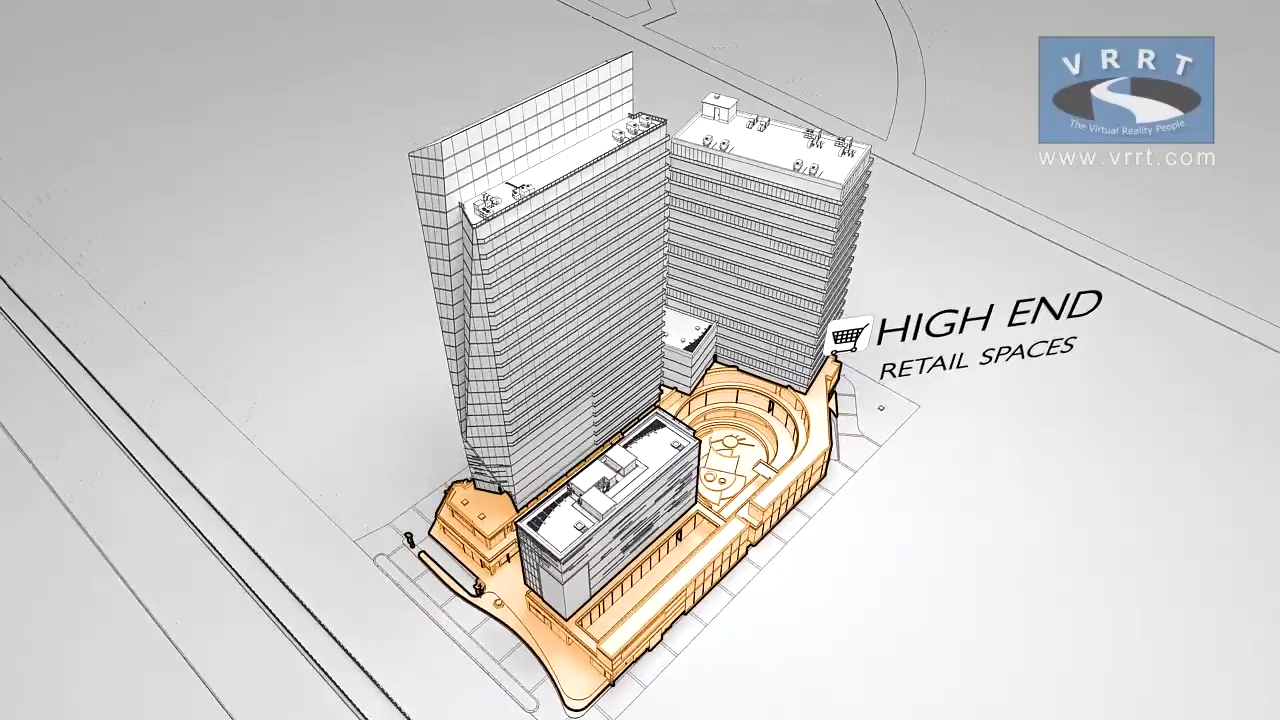 VRRT
The Virtual Reality People
www.vrrt.com
HIGH END
RETAIL SPACES